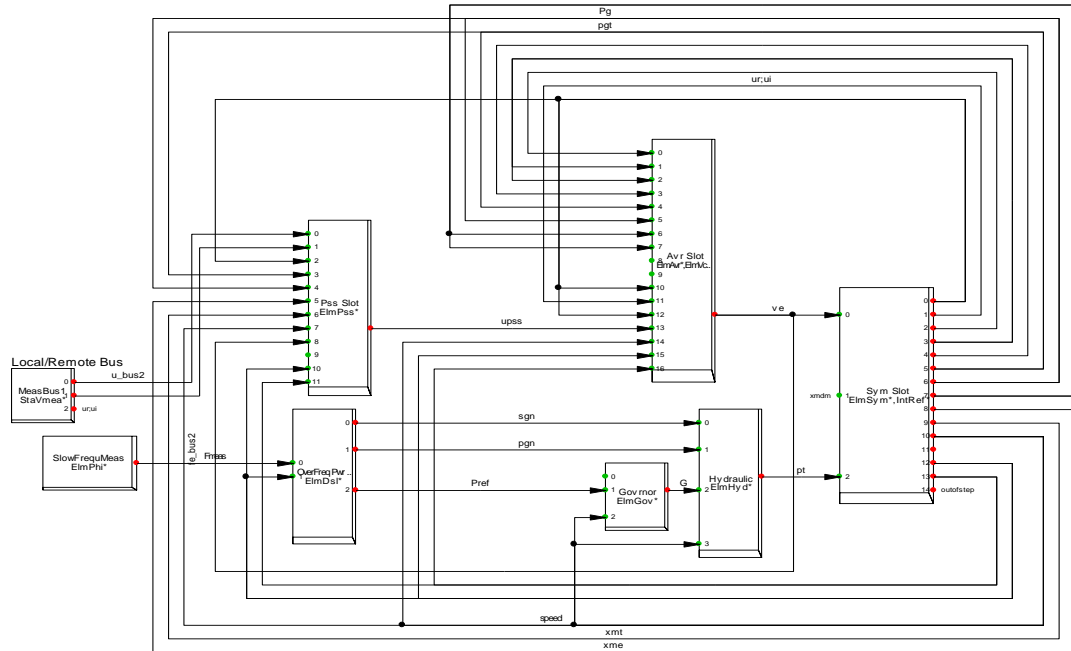 Pg
pgt
ur;ui
0
1
2
3
4
5
6
7
8
9
10
11
12
13
14
15
16
Avr Slot
ElmAvr*,ElmVc..
0
1
2
3
4
5
6
7
8
9
10
11
Pss Slot
ElmPss*
upss
ve
0
1
2
xmdm
Sym Slot
ElmSym*,IntRef*
0
1
2
3
4
5
6
7
8
9
10
11
12
13
14
outofstep
Local/Remote Bus
MeasBus1
StaVmea*
0
1
2
u_bus2
ur;ui
fe_bus2
SlowFrequMeas
ElmPhi*
Fmeas
0
1
OverFreqPwr..
ElmDsl*
0
1
2
sgn
pgn
Pref
0
1
2
Governor
ElmGov*
G
0
1
2
3
Hydraulic
ElmHyd*
pt
speed
xmt
xme